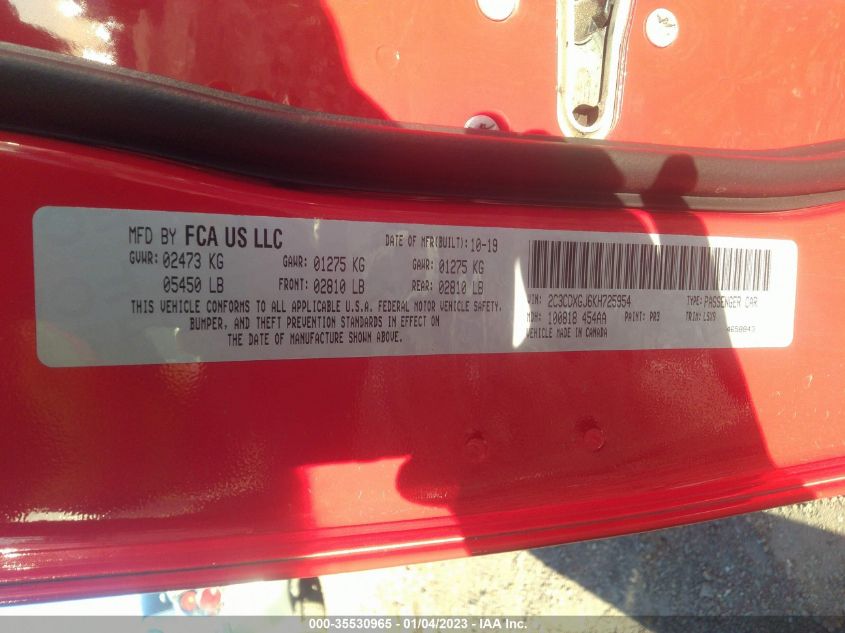 MFD BY FCA US LLC
DATE OF MFR(BUILT): 10-19
GVWR: 02473 KG GAWR: 01275 KG GAWR: 01275 KG
05450 LB FRONT: 02810 LB REAR: 02810 LB
THIS VEHICLE CONFORMS TO ALL APPLICABLE U.S.A. FEDERAL MOTOR VEHICLE SAFETY,
BUMPER, AND THEFT PREVENTION STANDARDS IN EFFECT ON
THE DATE OF MANUFACTURE SHOWN ABOVE.
VIN: 2C3CDXGJ6KH725954 TYPE: PASSENGER CAR
MDH: 100818 454AA PAINT: PR3 TRIM: LSX9
VEHICLE MADE IN CANADA 4658843
000-35530965 - 01/04/2023 - IAA Inc.